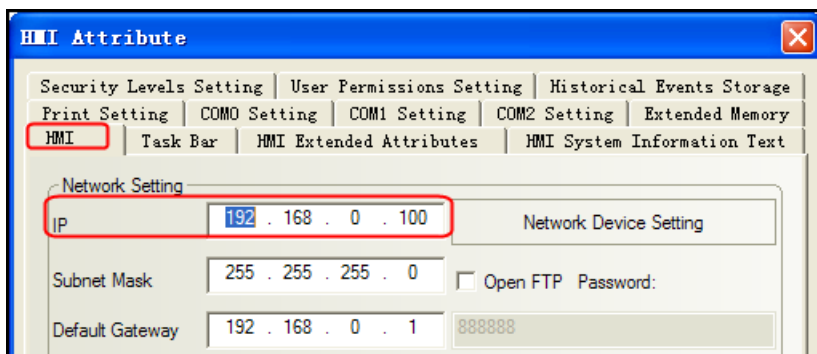 HMI Attribute
Security Levels Setting User Permissions Setting Historical Events Storage
Print Setting COM0 Setting COM1 Setting COM2 Setting Extended Memory
HMI Task Bar HMI Extended Attributes HMI System Information Text
Network Setting
IP 192 . 168 . 0 . 100 Network Device Setting
Subnet Mask 255 . 255 . 255 . 0 Open FTP Password:
Default Gateway 192 . 168 . 0 . 1 888888